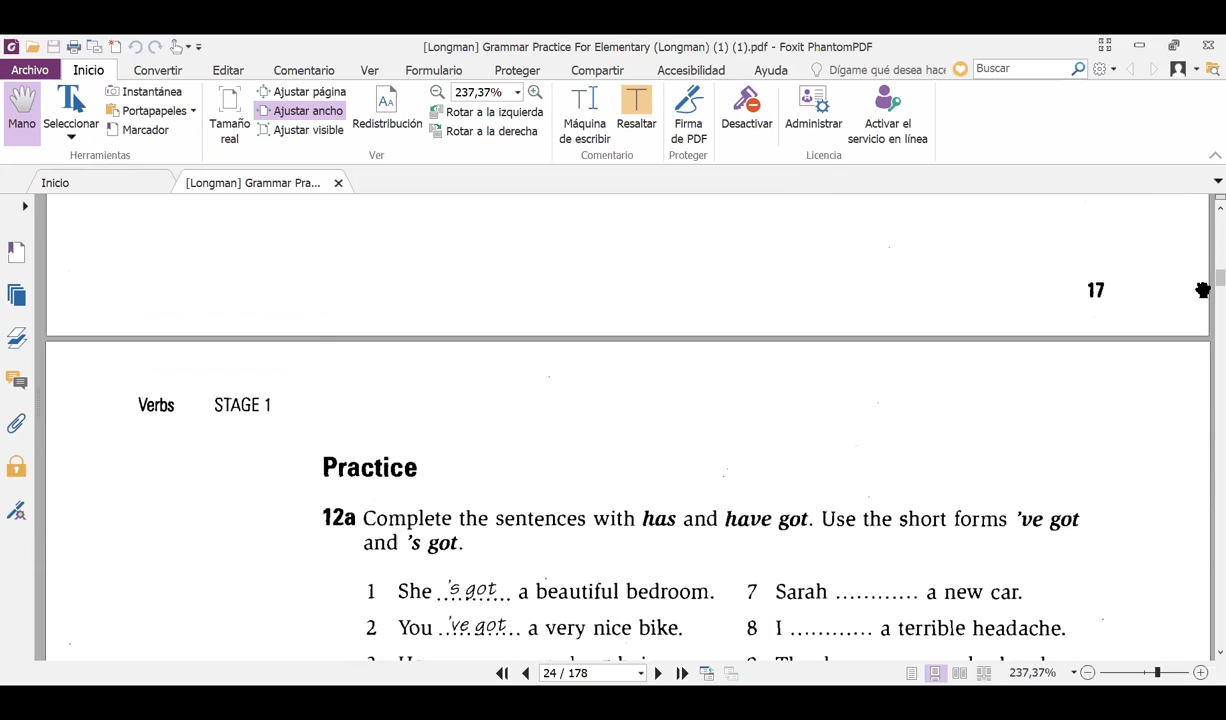 [Longman] Grammar Practice For Elementary (Longman) (1) (1).pdf - Foxit PhantomPDF
Archivo Inicio Convertir Editar Comentario Ver Formulario Proteger Compartir Accesibilidad Ayuda Dígame qué desea hace Buscar
Mano
Seleccionar
Instantánea
Portapapeles
Marcador
Herramientas
Tamaño real
Ajustar página
Ajustar ancho
Ajustar visible
Redistribución
237,37%
Rotar a la izquierda
Rotar a la derecha
Ver
Máquina de escribir
Resaltar
Comentario
Firma de PDF
Proteger
Desactivar
Administrar
Activar el servicio en línea
Licencia
Inicio [Longman] Grammar Pra...
17
Verbs STAGE 1
Practice
12a Complete the sentences with has and have got. Use the short forms 've got
and 's got.
1 She ...'s got... a beautiful bedroom. 7 Sarah ............ a new car.
2 You ...'ve got... a very nice bike. 8 I ............ a terrible headache.
24 / 178 237,37%